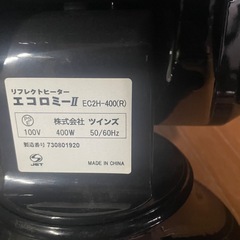 リフレクトヒーター
エコロミーⅡ EC2H-400(R)
株式会社 ツインズ
100V 400W 50/60Hz
製造番号 730801920
JET
MADE IN CHINA